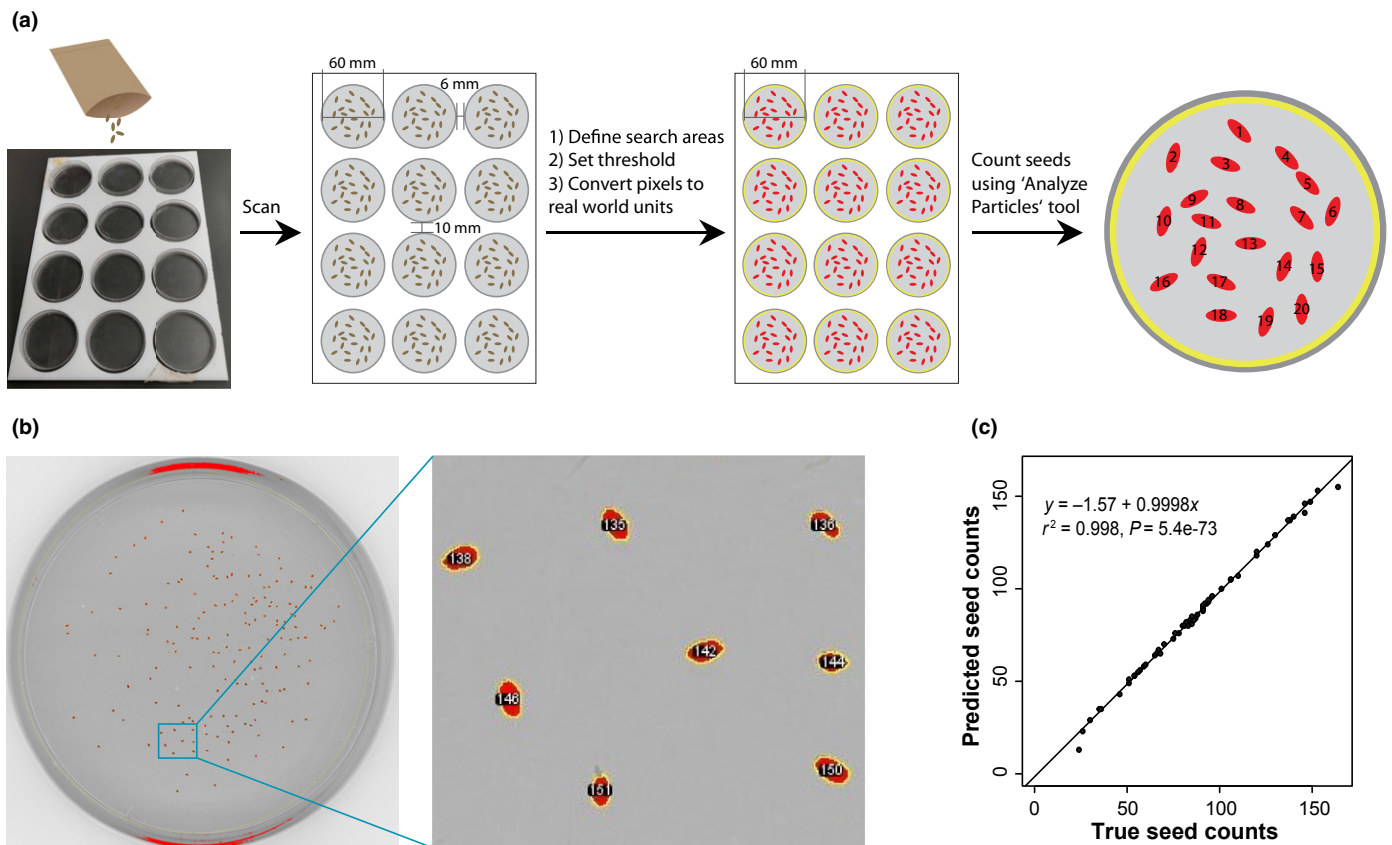 (a)
60 mm
6 mm
10 mm
Scan
1) Define search areas
2) Set threshold
3) Convert pixels to
real world units
60 mm
Count seeds
using ‘Analyze
Particles‘ tool
1
2
3
4
5
6
7
8
9
10
11
12
13
14
15
16
17
18
19
20
(b)
135
136
138
142
144
146
150
151
(c)
y = –1.57 + 0.9998x
r² = 0.998, P = 5.4e-73
Predicted seed counts
0
50
100
150
0
50
100
150
True seed counts